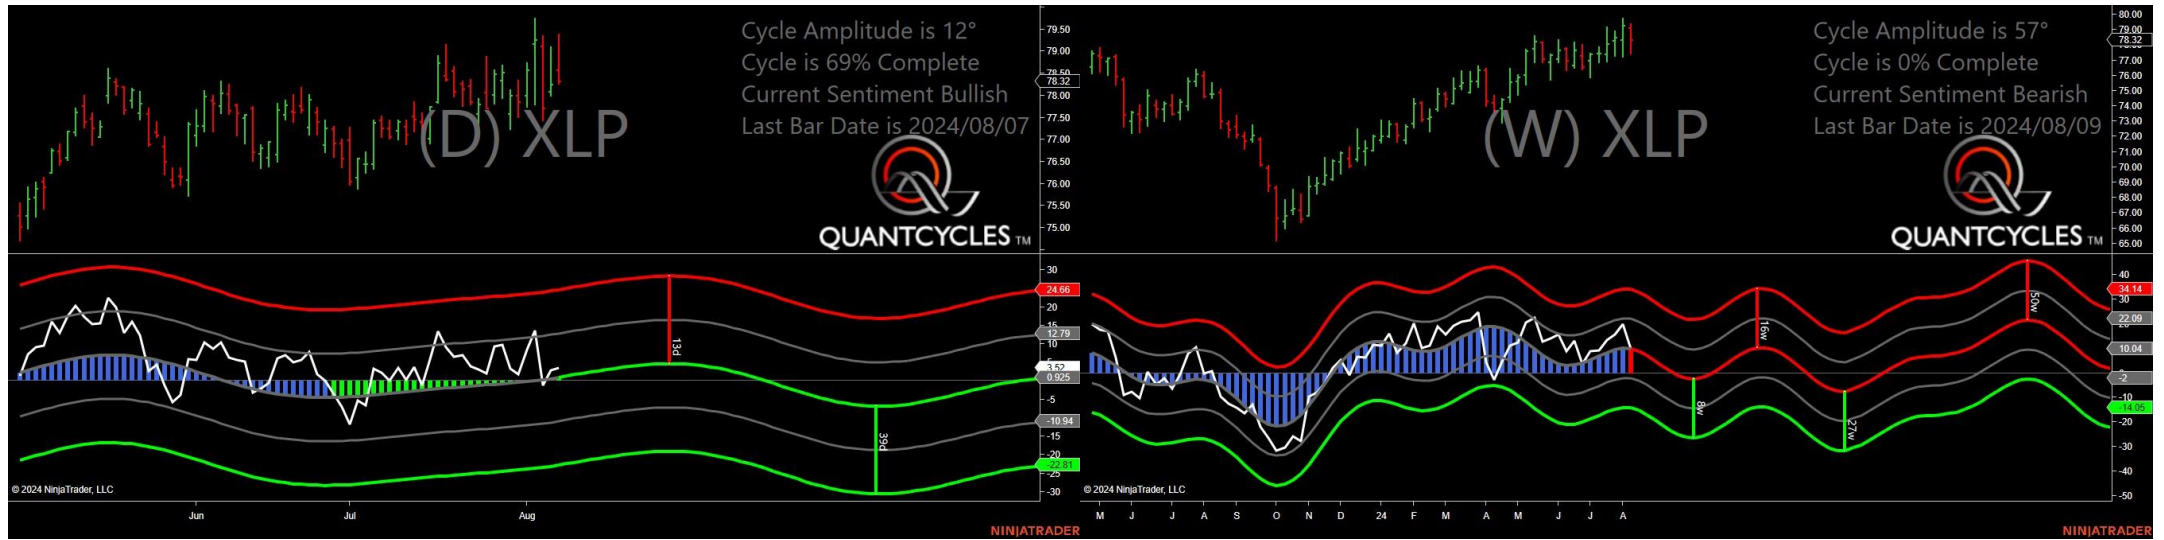 Cycle Amplitude is 12°
Cycle is 69% Complete
Current Sentiment Bullish
Last Bar Date is 2024/08/07
(D) XLP
QUANTCYCLES TM
79.50
79.00
78.50
78.32
78.00
77.50
77.00
76.50
76.00
75.50
75.00
30
24.66
20
15
12.79
10
5
3.52
0.925
-5
-10.94
-15
-20
-22.81
-25
-30
13d
39d
© 2024 NinjaTrader, LLC
Jun
Jul
Aug
NINJATRADER
Cycle Amplitude is 57°
Cycle is 0% Complete
Current Sentiment Bearish
Last Bar Date is 2024/08/09
(W) XLP
QUANTCYCLES TM
80.00
78.32
77.00
76.00
75.00
74.00
73.00
72.00
71.00
70.00
69.00
68.00
67.00
66.00
65.00
40
34.14
30
22.09
10.04
-2
-10
-14.05
-20
-30
-40
-50
8w
16w
27w
50w
© 2024 NinjaTrader, LLC
M J J A S O N D 24 F M A M J J A
NINJATRADER